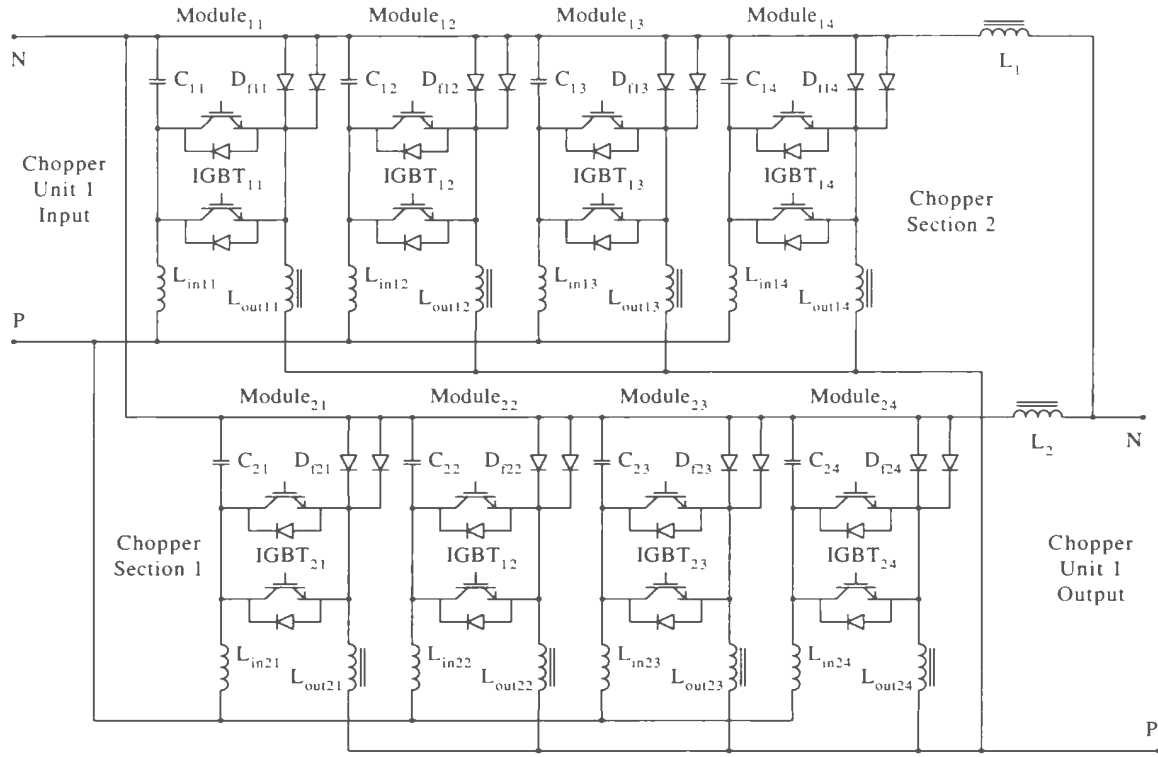 Module11 Module12 Module13 Module14
N
L1
C11 Df11 C12 Df12 C13 Df13 C14 Df14
Chopper
Unit 1
Input
IGBT11 IGBT12 IGBT13 IGBT14
Chopper
Section 2
Lin11 Lout11 Lin12 Lout12 Lin13 Lout13 Lin14 Lout14
P
Module21 Module22 Module23 Module24
L2
N
C21 Df21 C22 Df22 C23 Df23 C24 Df24
Chopper
Section 1
IGBT21 IGBT12 IGBT23 IGBT24
Chopper
Unit 1
Output
Lin21 Lout21 Lin22 Lout22 Lin23 Lout23 Lin24 Lout24
P